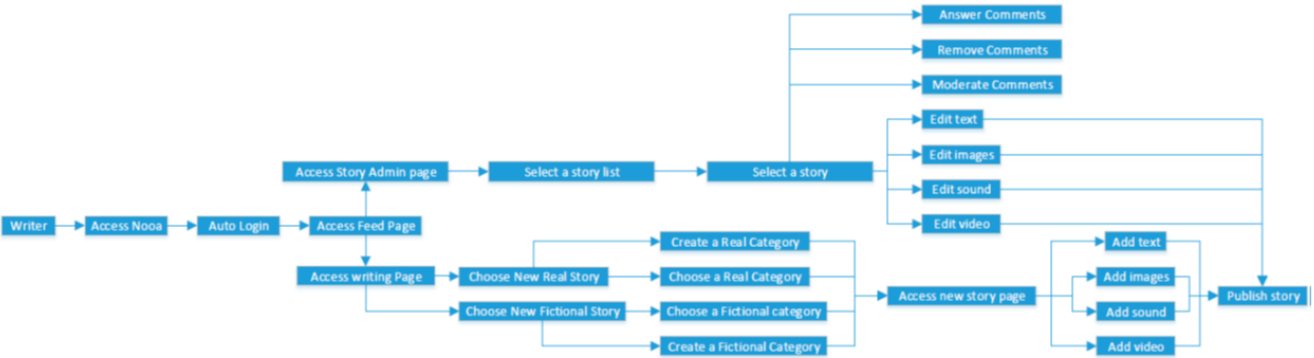 Answer Comments
Remove Comments
Moderate Comments
Edit text
Edit images
Access Story Admin page
Select a story list
Select a story
Edit sound
Writer
Access Nooa
Auto Login
Access Feed Page
Edit video
Create a Real Category
Add text
Access writing Page
Choose New Real Story
Choose a Real Category
Add images
Access new story page
Publish story
Choose New Fictional Story
Choose a Fictional category
Add sound
Create a Fictional Category
Add video